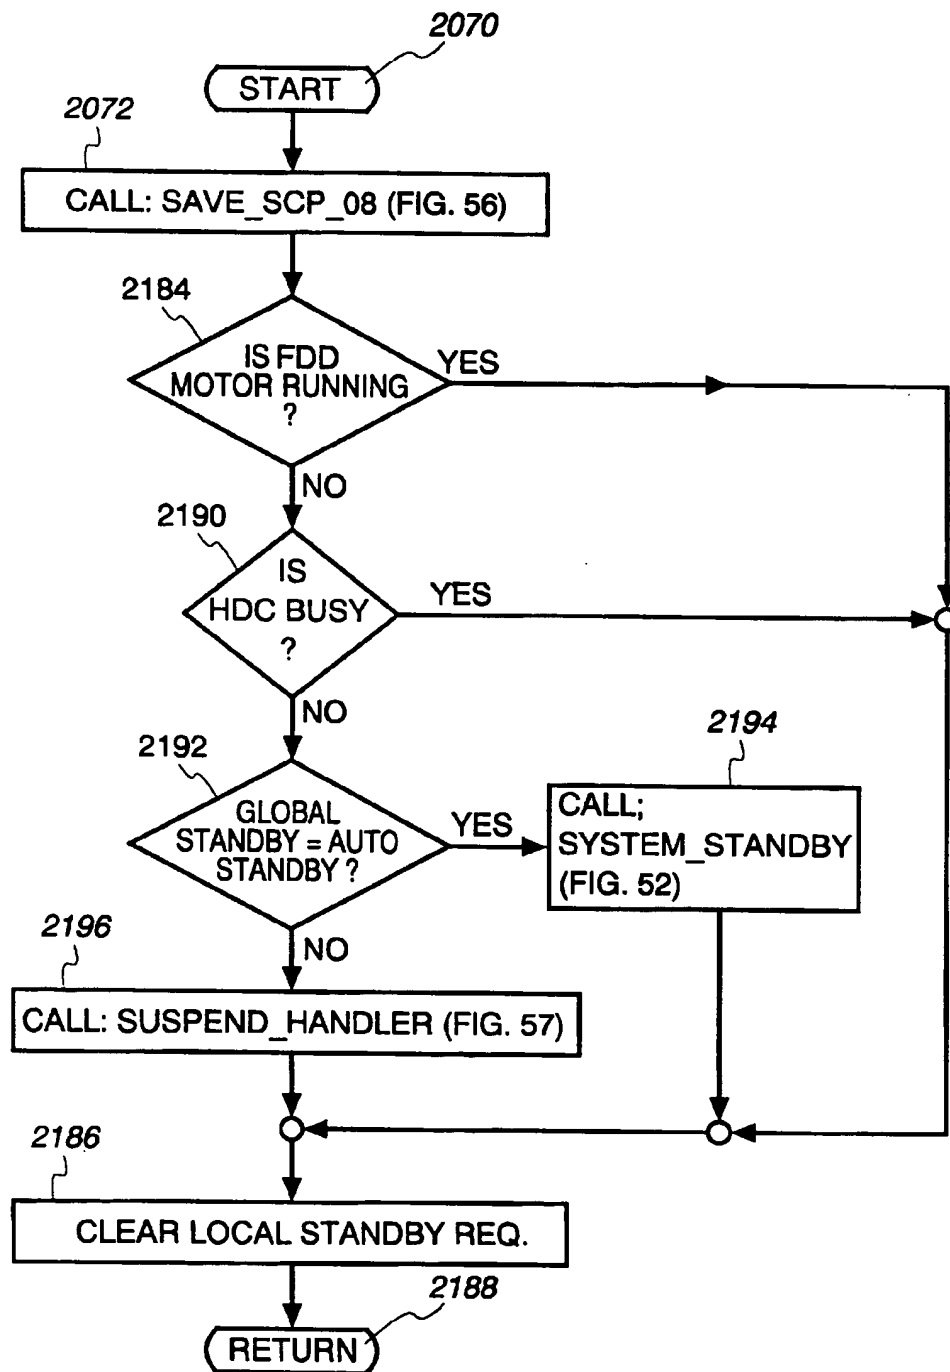 2070
START
2072
CALL: SAVE_SCP_08 (FIG. 56)
2184
IS FDD
MOTOR RUNNING
?
YES
NO
2190
IS
HDC BUSY
?
YES
NO
2192
GLOBAL
STANDBY = AUTO
STANDBY ?
YES
2194
CALL;
SYSTEM_STANDBY
(FIG. 52)
NO
2196
CALL: SUSPEND_HANDLER (FIG. 57)
2186
CLEAR LOCAL STANDBY REQ.
2188
RETURN